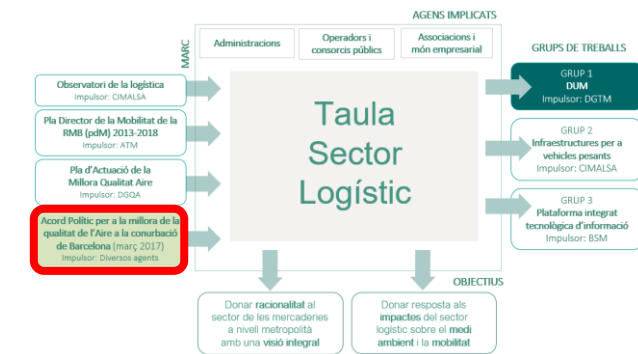 AGENS IMPLICATS
MARC
Administracions
Operadors i
consorcis públics
Associacions i
món empresarial
GRUPS DE TREBALLS
Observatori de la logística
Impulsor: CIMALSA
Pla Director de la Mobilitat de la
RMB (pdM) 2013-2018
Impulsor: ATM
Pla d'Actuació de la
Millora Qualitat Aire
Impulsor: DGQA
Acord Polític per a la millora de la
qualitat de l'Aire a la conurbació
de Barcelona (març 2017)
Impulsor: Diversos agents
Taula
Sector
Logístic
GRUP 1
DUM
Impulsor: DGTM
GRUP 2
Infraestructures per a
vehicles pesants
Impulsor: CIMALSA
GRUP 3
Plataforma integrat
tecnològica d'informació
Impulsor: BSM
OBJECTIUS
Donar racionalitat al
sector de les mercaderies
a nivell metropolità
amb una visió integral
Donar resposta als
impactes del sector
logístic sobre el medi
ambient i la mobilitat